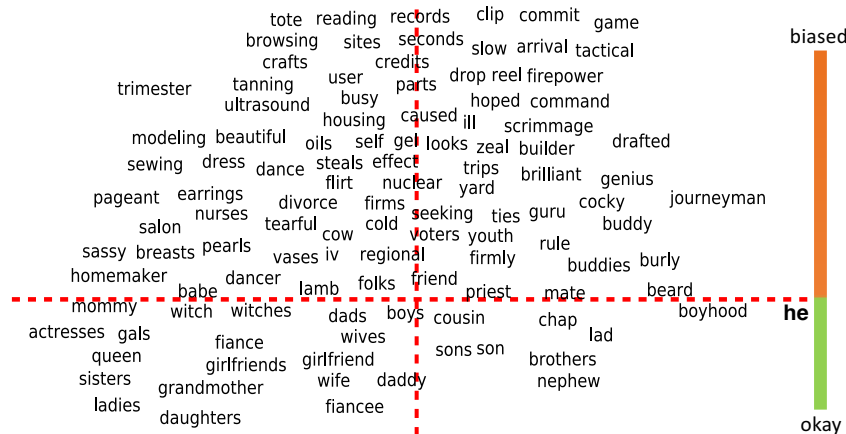 tote reading records clip commit game
browsing sites seconds slow arrival tactical biased
crafts user credits drop reel firepower
trimester tanning busy parts hoped command
ultrasound housing caused ill scrimmage
modeling beautiful oils self gel looks zeal builder drafted
sewing dress dance steals effect trips brilliant genius
flirt nuclear yard
pageant earrings divorce firms seeking ties guru cocky journeyman
salon nurses tearful cold voters youth buddy
sassy breasts pearls cow iv regional firmly rule
homemaker dancer vases folks friend buddies burly
babe lamb priest mate beard
mommy witch witches dads boys cousin chap boyhood he
actresses gals fiance wives lad
queen girlfriends girlfriend sons son brothers
sisters grandmother wife daddy nephew
ladies daughters fiancee okay